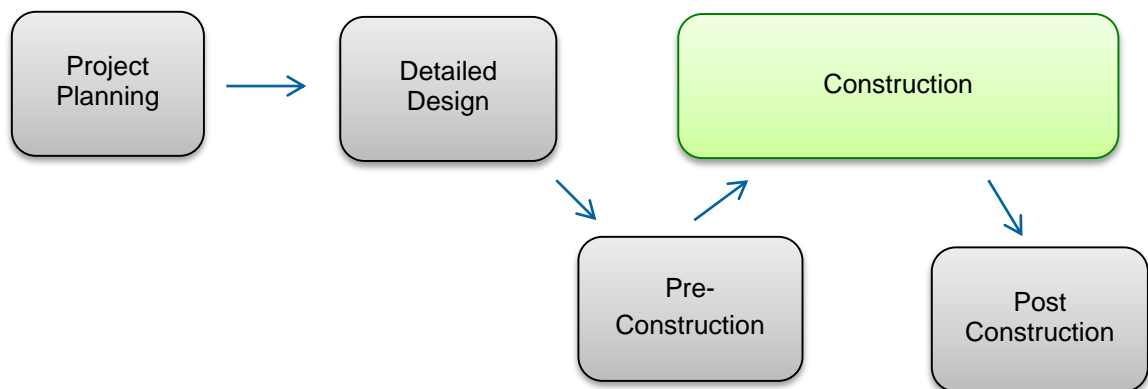 Project
Planning
Detailed
Design
Construction
Pre-
Construction
Post
Construction